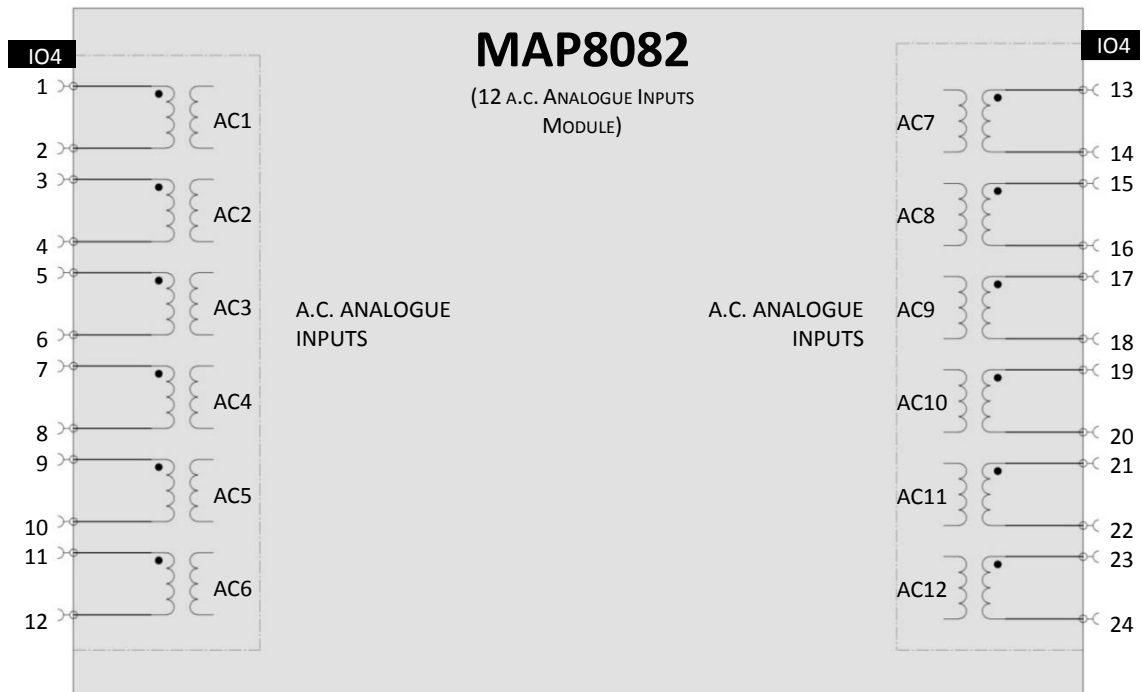 MAP8082
(12 A.C. ANALOGUE INPUTS
MODULE)
IO4
1
AC1
2
3
AC2
4
5
AC3
6
7
AC4
8
9
AC5
10
11
AC6
12
A.C. ANALOGUE
INPUTS
A.C. ANALOGUE
INPUTS
IO4
13
AC7
14
15
AC8
16
17
AC9
18
19
AC10
20
21
AC11
22
23
AC12
24